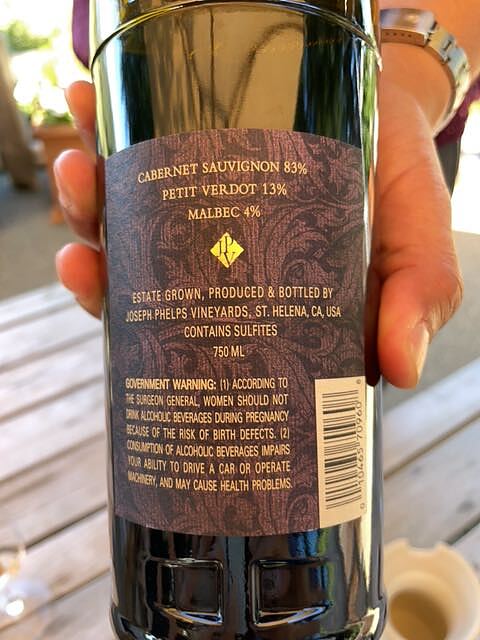 CABERNET SAUVIGNON 83%
PETIT VERDOT 13%
MALBEC 4%
ESTATE GROWN, PRODUCED & BOTTLED BY
JOSEPH PHELPS VINEYARDS, ST. HELENA, CA, USA
CONTAINS SULFITES
750 ML
GOVERNMENT WARNING: (1) ACCORDING TO
THE SURGEON GENERAL, WOMEN SHOULD NOT
DRINK ALCOHOLIC BEVERAGES DURING PREGNANCY
BECAUSE OF THE RISK OF BIRTH DEFECTS. (2)
CONSUMPTION OF ALCOHOLIC BEVERAGES IMPAIRS
YOUR ABILITY TO DRIVE A CAR OR OPERATE
MACHINERY, AND MAY CAUSE HEALTH PROBLEMS.